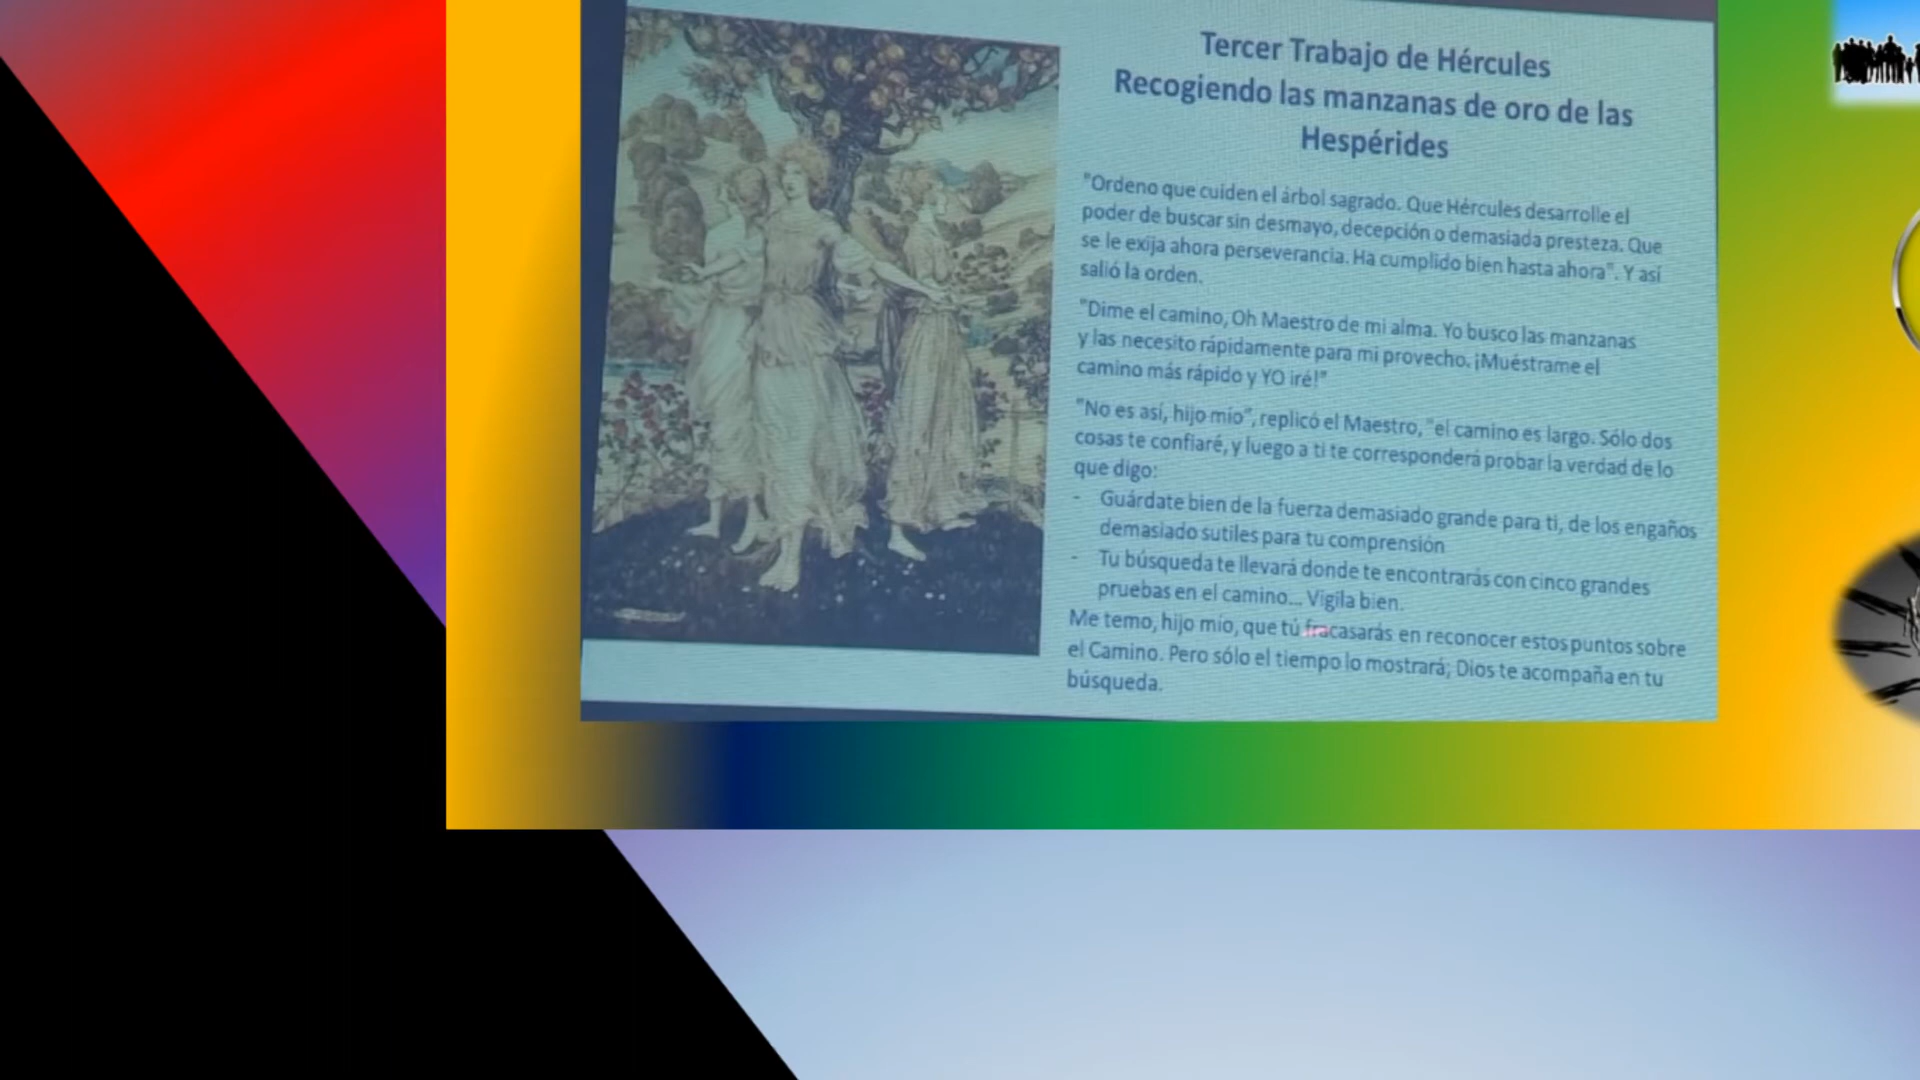 Tercer Trabajo de Hércules
Recogiendo las manzanas de oro de las
Hespérides
"Ordeno que cuiden el árbol sagrado. Que Hércules desarrolle el
poder de buscar sin desmayo, decepción o demasiada presteza. Que
se le exija ahora perseverancia. Ha cumplido bien hasta ahora". Y así
salió la orden.
"Dime el camino, Oh Maestro de mi alma. Yo busco las manzanas
y las necesito rápidamente para mi provecho. ¡Muéstrame el
camino más rápido y YO iré!"
"No es así, hijo mío", replicó el Maestro, "el camino es largo. Sólo dos
cosas te confiaré, y luego a ti te corresponderá probar la verdad de lo
que digo:
- Guárdate bien de la fuerza demasiado grande para ti, de los engaños
demasiado sutiles para tu comprensión
- Tu búsqueda te llevará donde te encontrarás con cinco grandes
pruebas en el camino... Vigila bien.
Me temo, hijo mío, que tú fracasarás en reconocer estos puntos sobre
el Camino. Pero sólo el tiempo lo mostrará; Dios te acompaña en tu
búsqueda.